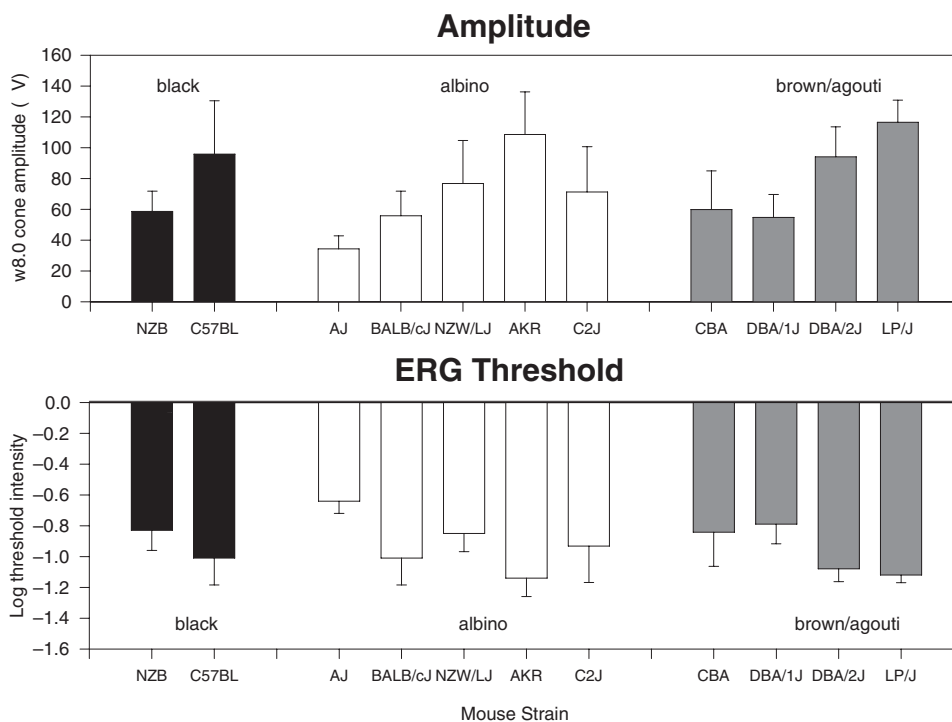 Amplitude
w8.0 cone amplitude ( V)
160
140
120
100
80
60
40
20
0
black
albino
brown/agouti
NZB C57BL AJ BALB/cJ NZW/LJ AKR C2J CBA DBA/1J DBA/2J LP/J
ERG Threshold
Log threshold intensity
0.0
−0.2
−0.4
−0.6
−0.8
−1.0
−1.2
−1.4
−1.6
black
albino
brown/agouti
NZB C57BL AJ BALB/cJ NZW/LJ AKR C2J CBA DBA/1J DBA/2J LP/J
Mouse Strain